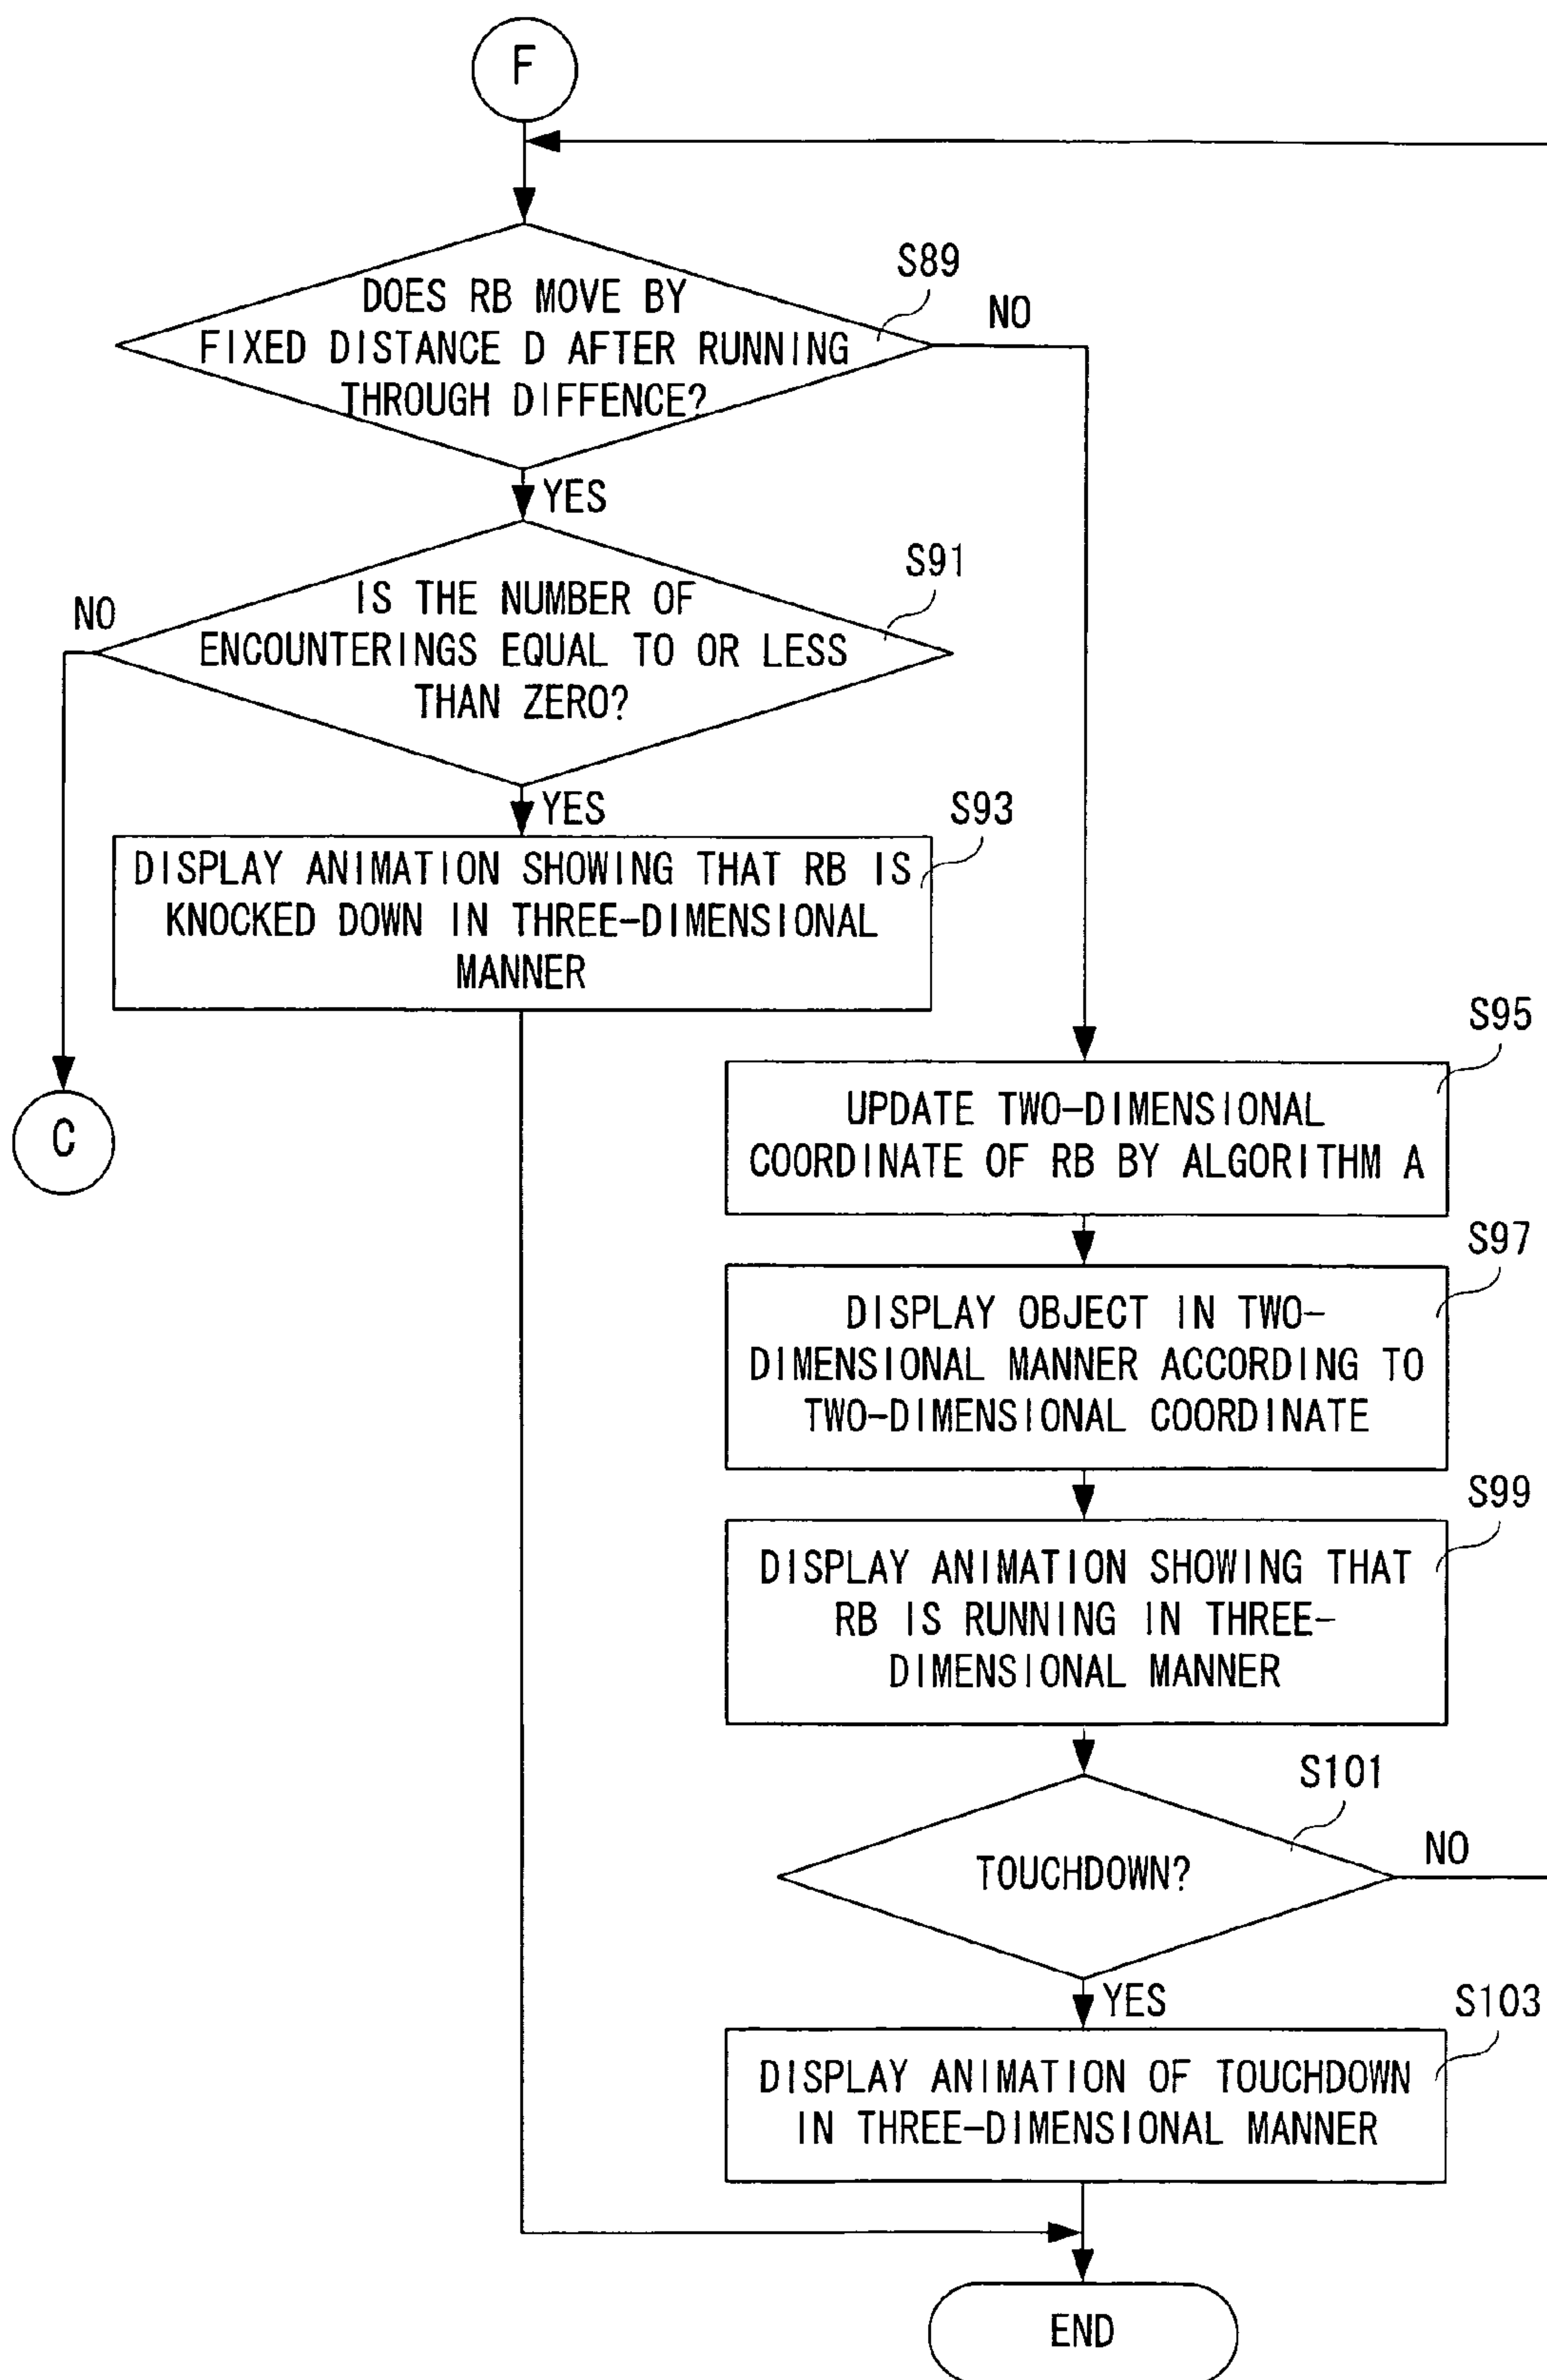 F
S89
DOES RB MOVE BY
FIXED DISTANCE D AFTER RUNNING
THROUGH DIFFENCE?
NO
YES
S91
IS THE NUMBER OF
ENCOUNTERINGS EQUAL TO OR LESS
THAN ZERO?
NO
YES
S93
DISPLAY ANIMATION SHOWING THAT RB IS
KNOCKED DOWN IN THREE-DIMENSIONAL
MANNER
C
S95
UPDATE TWO-DIMENSIONAL
COORDINATE OF RB BY ALGORITHM A
S97
DISPLAY OBJECT IN TWO-
DIMENSIONAL MANNER ACCORDING TO
TWO-DIMENSIONAL COORDINATE
S99
DISPLAY ANIMATION SHOWING THAT
RB IS RUNNING IN THREE-
DIMENSIONAL MANNER
S101
TOUCHDOWN?
NO
YES
S103
DISPLAY ANIMATION OF TOUCHDOWN
IN THREE-DIMENSIONAL MANNER
END